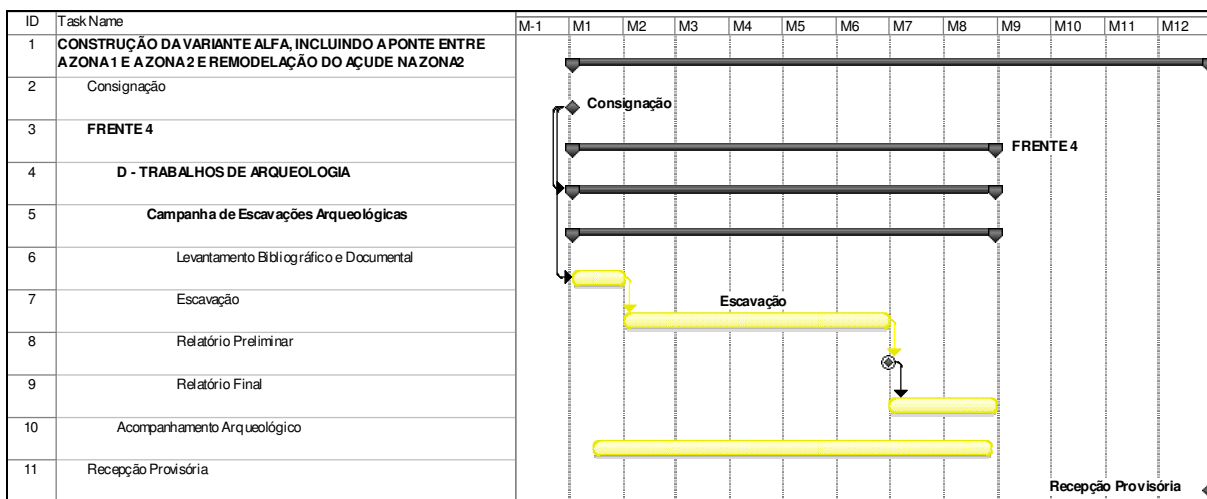 ID Task Name M-1 M1 M2 M3 M4 M5 M6 M7 M8 M9 M10 M11 M12
1 CONSTRUÇÃO DA VARIANTE ALFA, INCLUINDO A PONTE ENTRE
A ZONA 1 E A ZONA 2 E REMODELAÇÃO DO AÇUDE NA ZONA2
2 Consignação Consignação
3 FRENTE 4 FRENTE 4
4 D - TRABALHOS DE ARQUEOLOGIA
5 Campanha de Escavações Arqueológicas
6 Levantamento Bibliográfico e Documental
7 Escavação Escavação
8 Relatório Preliminar
9 Relatório Final
10 Acompanhamento Arqueológico
11 Recepção Provisória Recepção Provisória